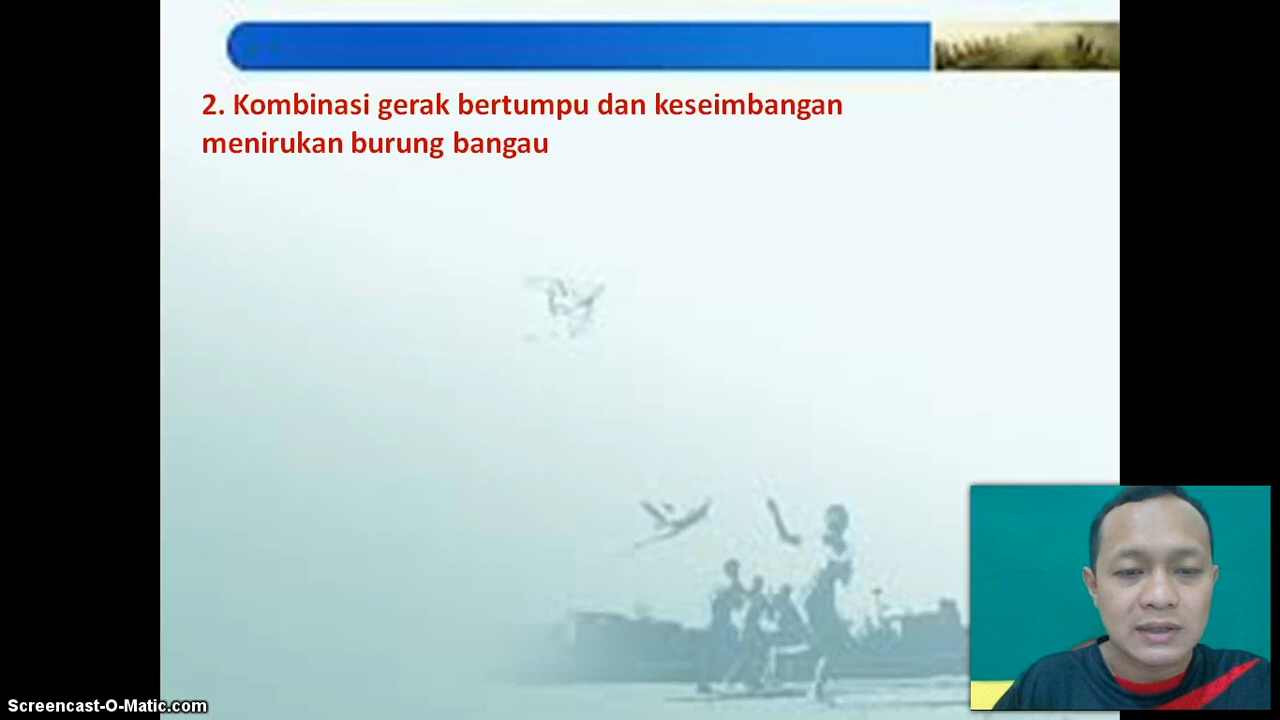 2. Kombinasi gerak bertumpu dan keseimbangan
menirukan burung bangau
Screencast-O-Matic.com